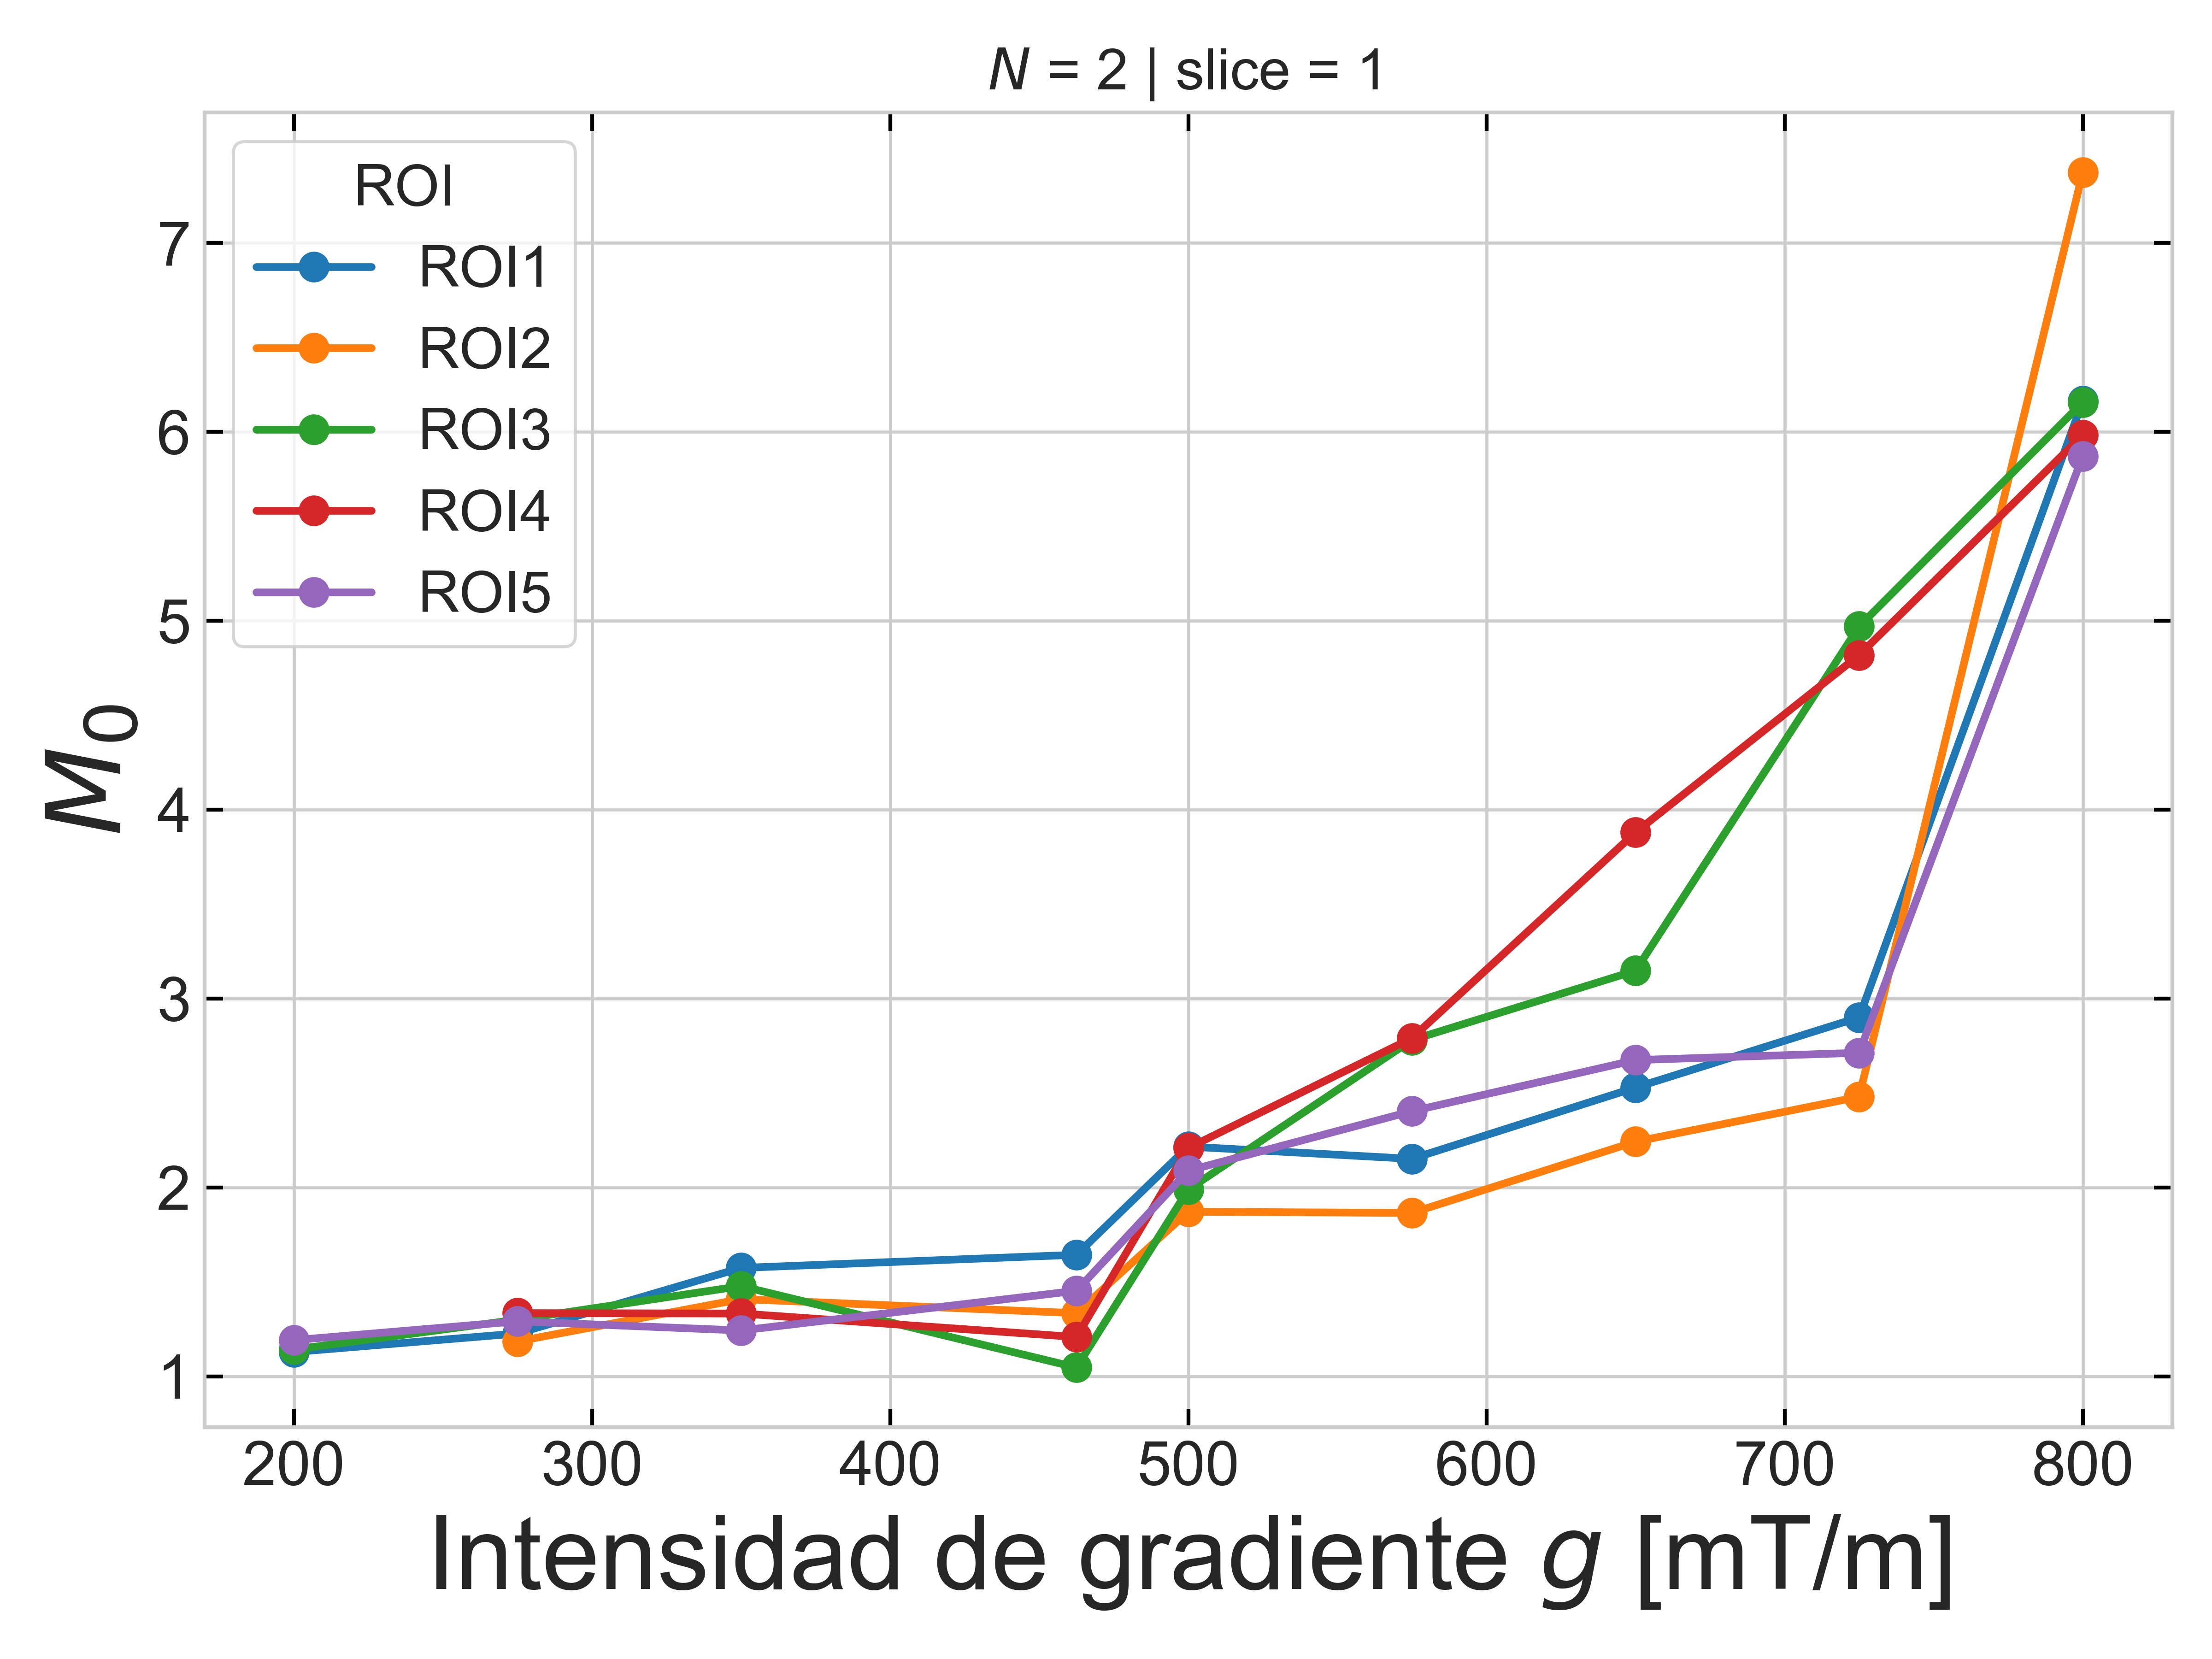 N = 2 | slice = 1
ROI
ROI1
ROI2
ROI3
ROI4
ROI5
7
6
5
4
3
2
1
M0
200 300 400 500 600 700 800
Intensidad de gradiente g [mT/m]